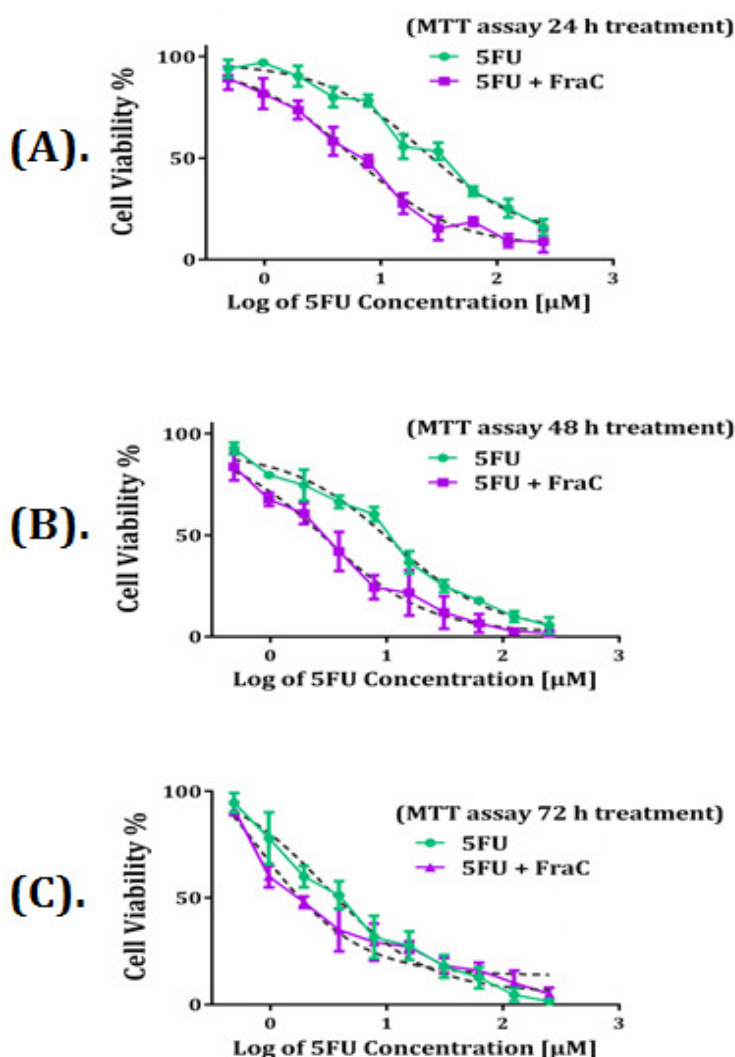 (A).
(MTT assay 24 h treatment)
5FU
5FU + FraC
Cell Viability %
100
50
0
0 1 2 3
Log of 5FU Concentration [μM]
(B).
(MTT assay 48 h treatment)
5FU
5FU + FraC
Cell Viability %
100
50
0
0 1 2 3
Log of 5FU Concentration [μM]
(C).
(MTT assay 72 h treatment)
5FU
5FU + FraC
Cell Viability %
100
50
0
0 1 2 3
Log of 5FU Concentration [μM]